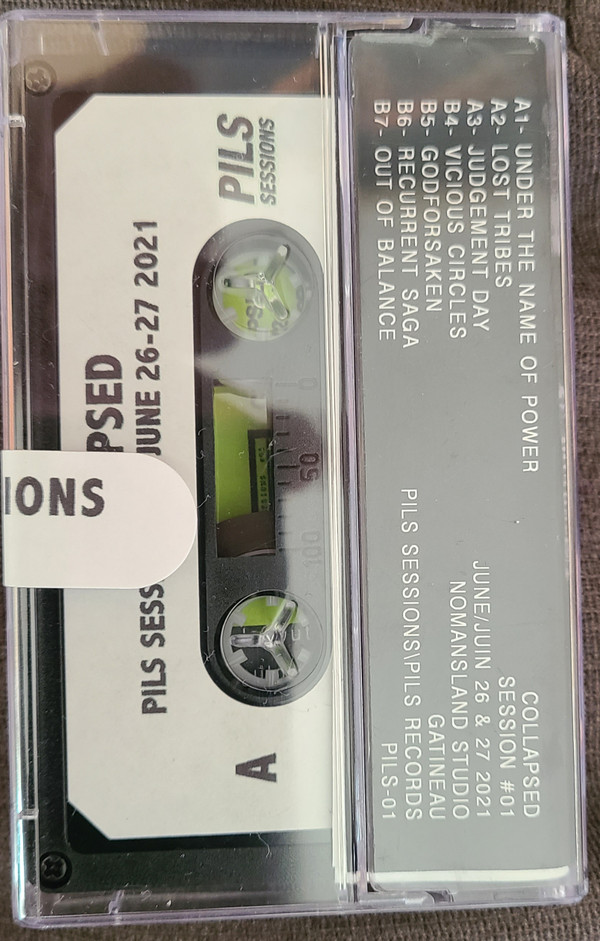 A1- UNDER THE NAME OF POWER
A2- LOST TRIBES
A3- JUDGEMENT DAY
B4- VICIOUS CIRCLES
B5- GODFORSAKEN
B6- RECURRENT SAGA
B7- OUT OF BALANCE
COLLAPSED
SESSION #01
JUNE/JUIN 26 & 27 2021
NOMANSLAND STUDIO
GATINEAU
PILS SESSIONS\PILS RECORDS
PILS-01
PILS
SESSIONS
0 50 100
A
PSED
PILS SESS JUNE 26-27 2021
IONS